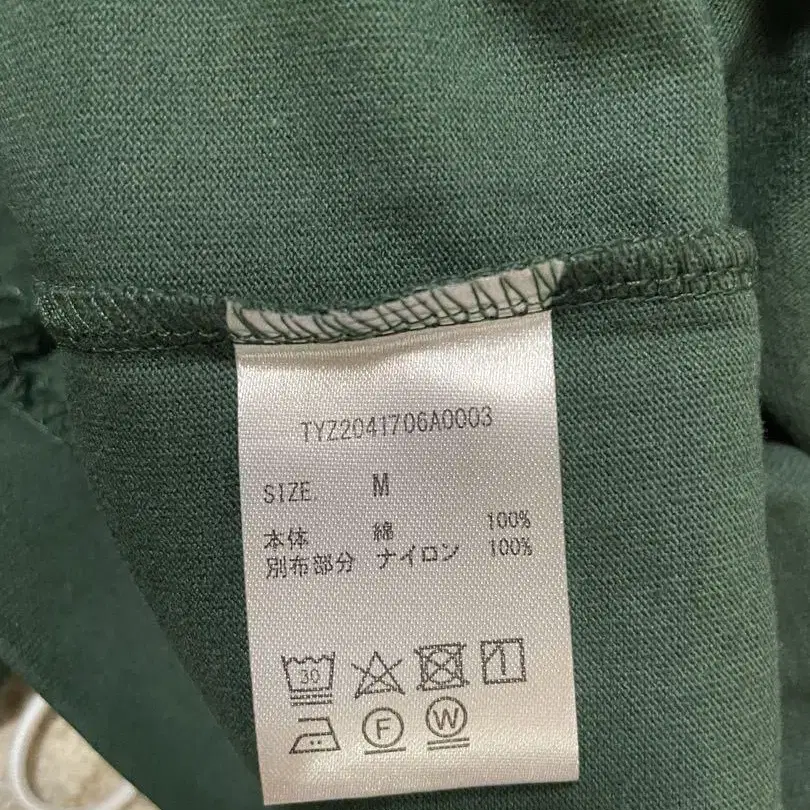 TYZ2041706A0003
SIZE. M
本体 綿 100%
別布部分 ナイロン 100%
30
F W